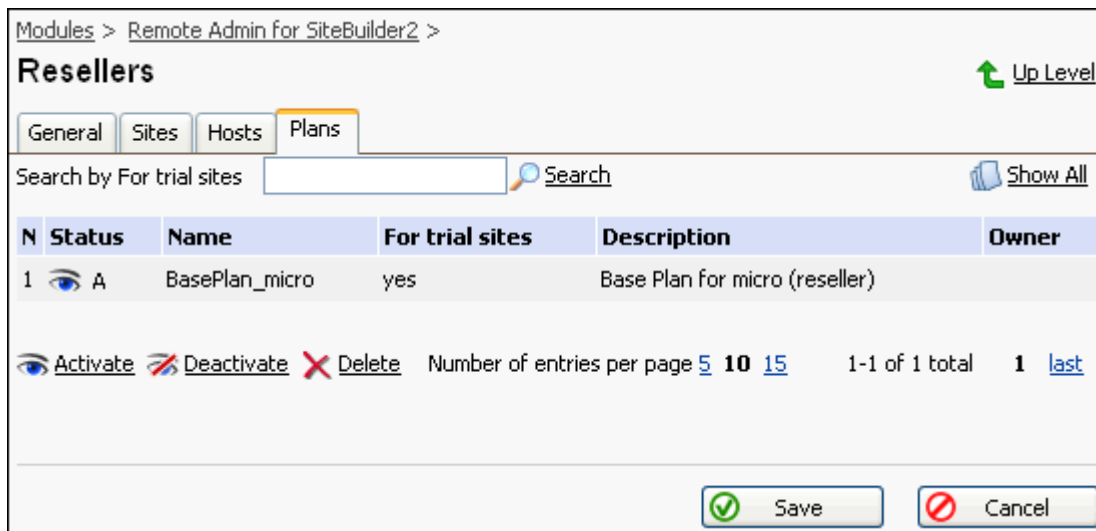 Modules > Remote Admin for SiteBuilder2 >
Resellers
Up Level
General Sites Hosts Plans
Search by For trial sites Search Show All
N Status Name For trial sites Description Owner
1 A BasePlan_micro yes Base Plan for micro (reseller)
Activate Deactivate Delete Number of entries per page 5 10 15 1-1 of 1 total 1 last
Save Cancel